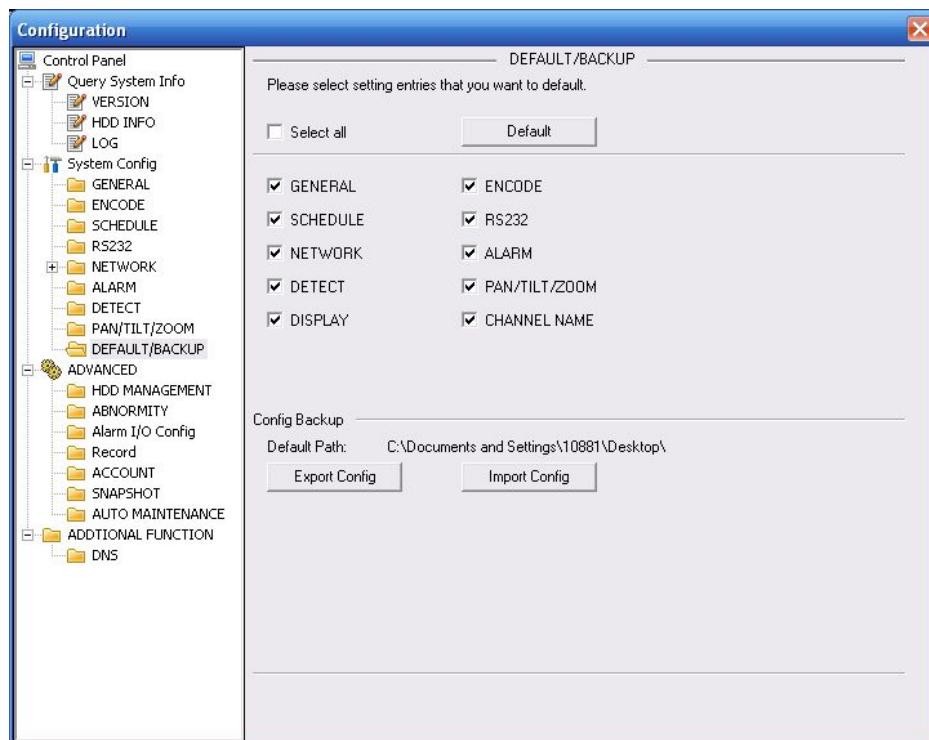 Configuration
Control Panel
Query System Info
VERSION
HDD INFO
LOG
System Config
GENERAL
ENCODE
SCHEDULE
RS232
NETWORK
ALARM
DETECT
PAN/TILT/ZOOM
DEFAULT/BACKUP
ADVANCED
HDD MANAGEMENT
ABNORMITY
Alarm I/O Config
Record
ACCOUNT
SNAPSHOT
AUTO MAINTENANCE
ADDTIONAL FUNCTION
DNS
DEFAULT/BACKUP
Please select setting entries that you want to default.
Select all Default
GENERAL ENCODE
SCHEDULE RS232
NETWORK ALARM
DETECT PAN/TILT/ZOOM
DISPLAY CHANNEL NAME
Config Backup
Default Path: C:\Documents and Settings\10881\Desktop\
Export Config Import Config